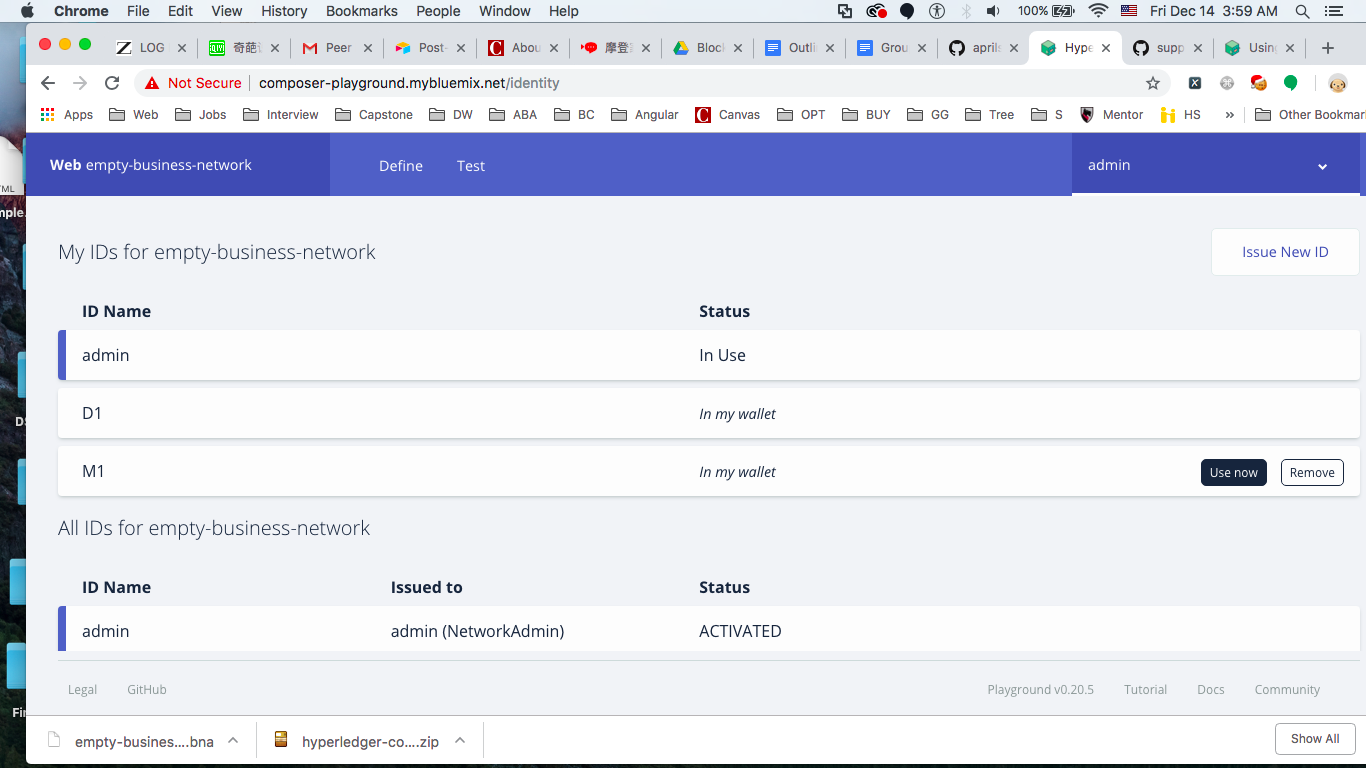 Chrome File Edit View History Bookmarks People Window Help 100% Fri Dec 14 3:59 AM
LOG 奇葩 Peer Post- Abou 摩登 Block Outli Grou aprils Hype supp Using
Not Secure composer-playground.mybluemix.net/identity
Apps Web Jobs Interview Capstone DW ABA BC Angular Canvas OPT BUY GG Tree S Mentor HS » Other Bookmar
Web empty-business-network Define Test admin
My IDs for empty-business-network Issue New ID
ID Name Status
admin In Use
D1 In my wallet
M1 In my wallet Use now Remove
All IDs for empty-business-network
ID Name Issued to Status
admin admin (NetworkAdmin) ACTIVATED
Legal GitHub Playground v0.20.5 Tutorial Docs Community
empty-busines....bna hyperledger-co....zip Show All